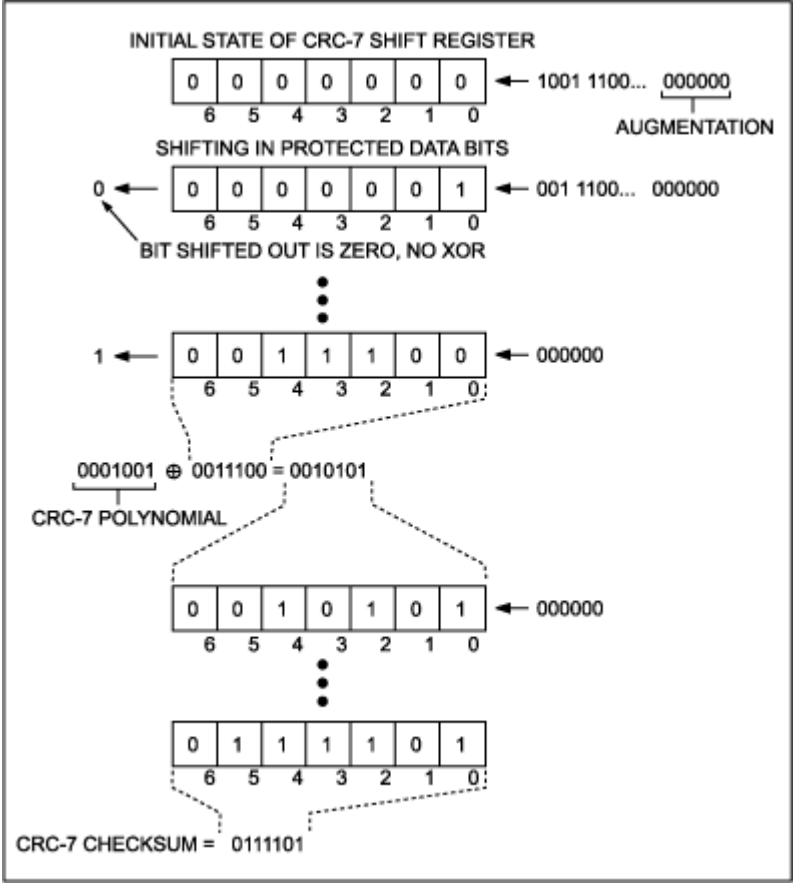 INITIAL STATE OF CRC-7 SHIFT REGISTER
0 0 0 0 0 0 0 1001 1100... 000000
6 5 4 3 2 1 0
AUGMENTATION
SHIFTING IN PROTECTED DATA BITS
0 0 0 0 0 0 0 1 001 1100... 000000
6 5 4 3 2 1 0
BIT SHIFTED OUT IS ZERO, NO XOR
1 0 0 1 1 1 0 0 000000
6 5 4 3 2 1 0
0001001 ⊕ 0011100 = 0010101
CRC-7 POLYNOMIAL
0 0 1 0 1 0 1 000000
6 5 4 3 2 1 0
0 1 1 1 1 0 1
6 5 4 3 2 1 0
CRC-7 CHECKSUM = 0111101